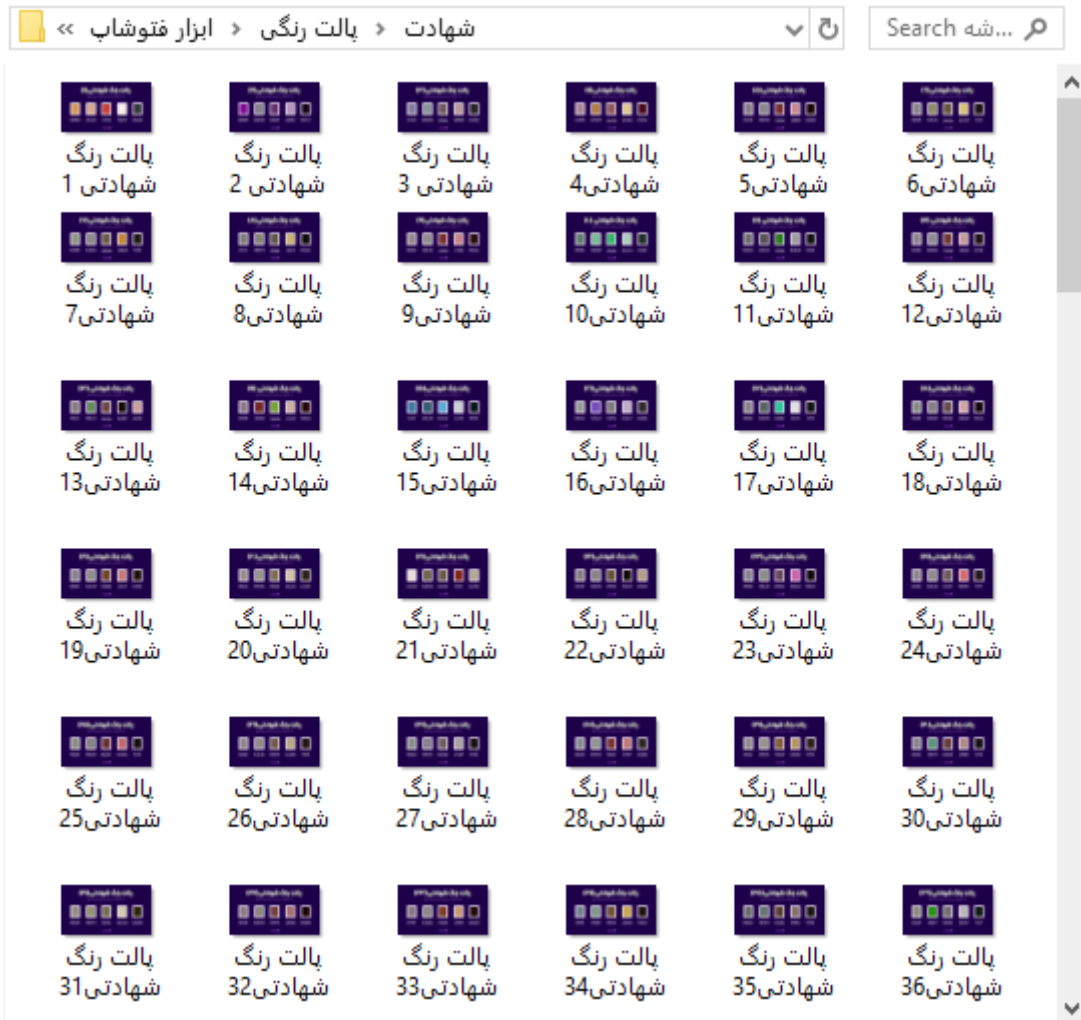 شهادت › پالت رنگی › ابزار فتوشاپ »
Search شه...
پالت رنگ
شهادتی 1
پالت رنگ
شهادتی 2
پالت رنگ
شهادتی 3
پالت رنگ
شهادتی4
پالت رنگ
شهادتی5
پالت رنگ
شهادتی6
پالت رنگ
شهادتی7
پالت رنگ
شهادتی8
پالت رنگ
شهادتی9
پالت رنگ
شهادتی10
پالت رنگ
شهادتی11
پالت رنگ
شهادتی12
پالت رنگ
شهادتی13
پالت رنگ
شهادتی14
پالت رنگ
شهادتی15
پالت رنگ
شهادتی16
پالت رنگ
شهادتی17
پالت رنگ
شهادتی18
پالت رنگ
شهادتی19
پالت رنگ
شهادتی20
پالت رنگ
شهادتی21
پالت رنگ
شهادتی22
پالت رنگ
شهادتی23
پالت رنگ
شهادتی24
پالت رنگ
شهادتی25
پالت رنگ
شهادتی26
پالت رنگ
شهادتی27
پالت رنگ
شهادتی28
پالت رنگ
شهادتی29
پالت رنگ
شهادتی30
پالت رنگ
شهادتی31
پالت رنگ
شهادتی32
پالت رنگ
شهادتی33
پالت رنگ
شهادتی34
پالت رنگ
شهادتی35
پالت رنگ
شهادتی36